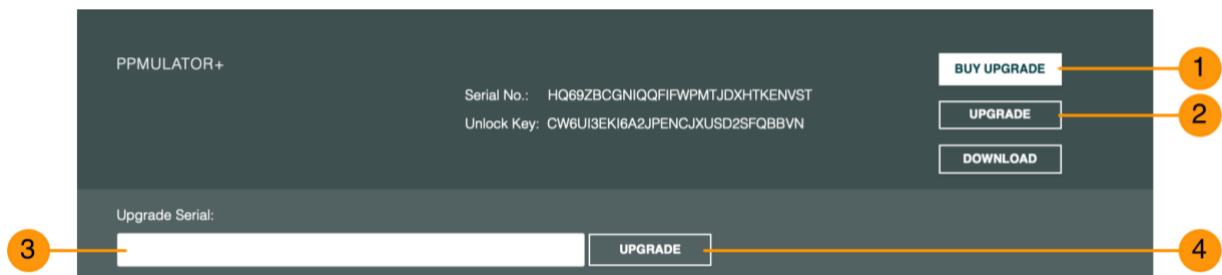 PPMULATOR+
Serial No.: HQ69ZBCGNIQQFIFWPMTJDXHTKENVST
Unlock Key: CW6UI3EKI6A2JPENCJXUSD2SFQBBVN
BUY UPGRADE
1
UPGRADE
2
DOWNLOAD
Upgrade Serial:
3
UPGRADE
4